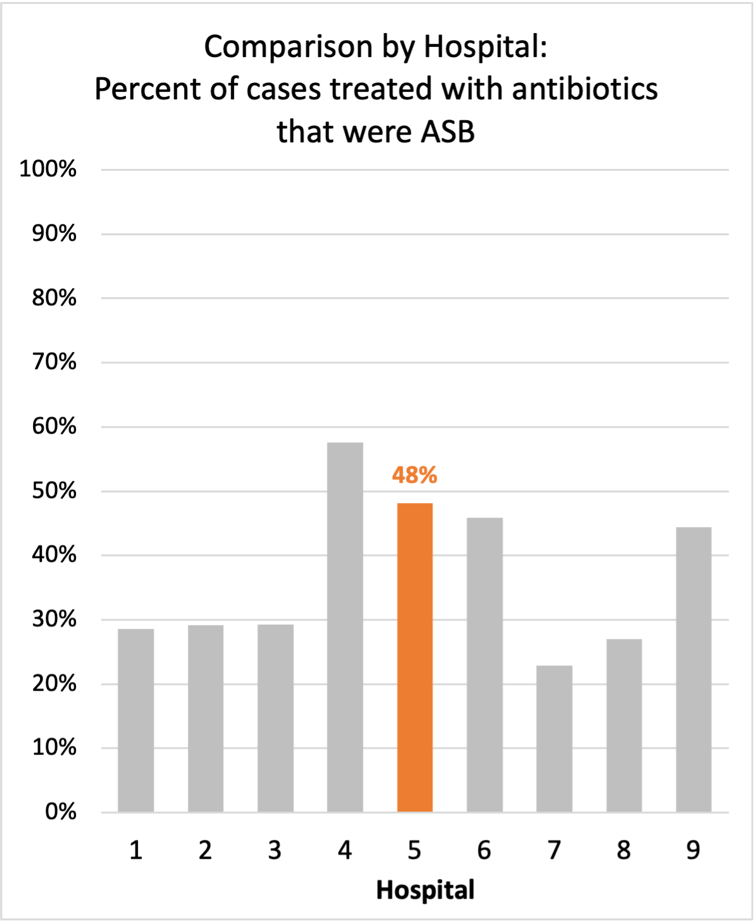 Comparison by Hospital:
Percent of cases treated with antibiotics
that were ASB
100%
90%
80%
70%
60%
50%
40%
30%
20%
10%
0%
48%
1 2 3 4 5 6 7 8 9
Hospital